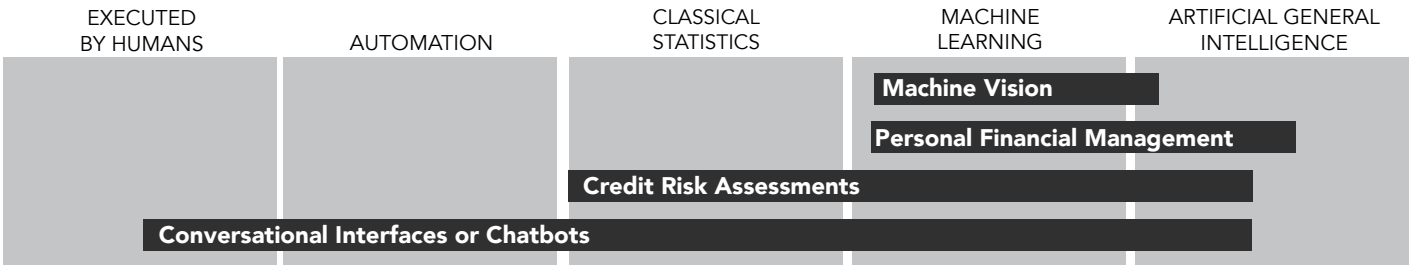 EXECUTED
BY HUMANS
AUTOMATION
CLASSICAL
STATISTICS
MACHINE
LEARNING
ARTIFICIAL GENERAL
INTELLIGENCE
Machine Vision
Personal Financial Management
Credit Risk Assessments
Conversational Interfaces or Chatbots